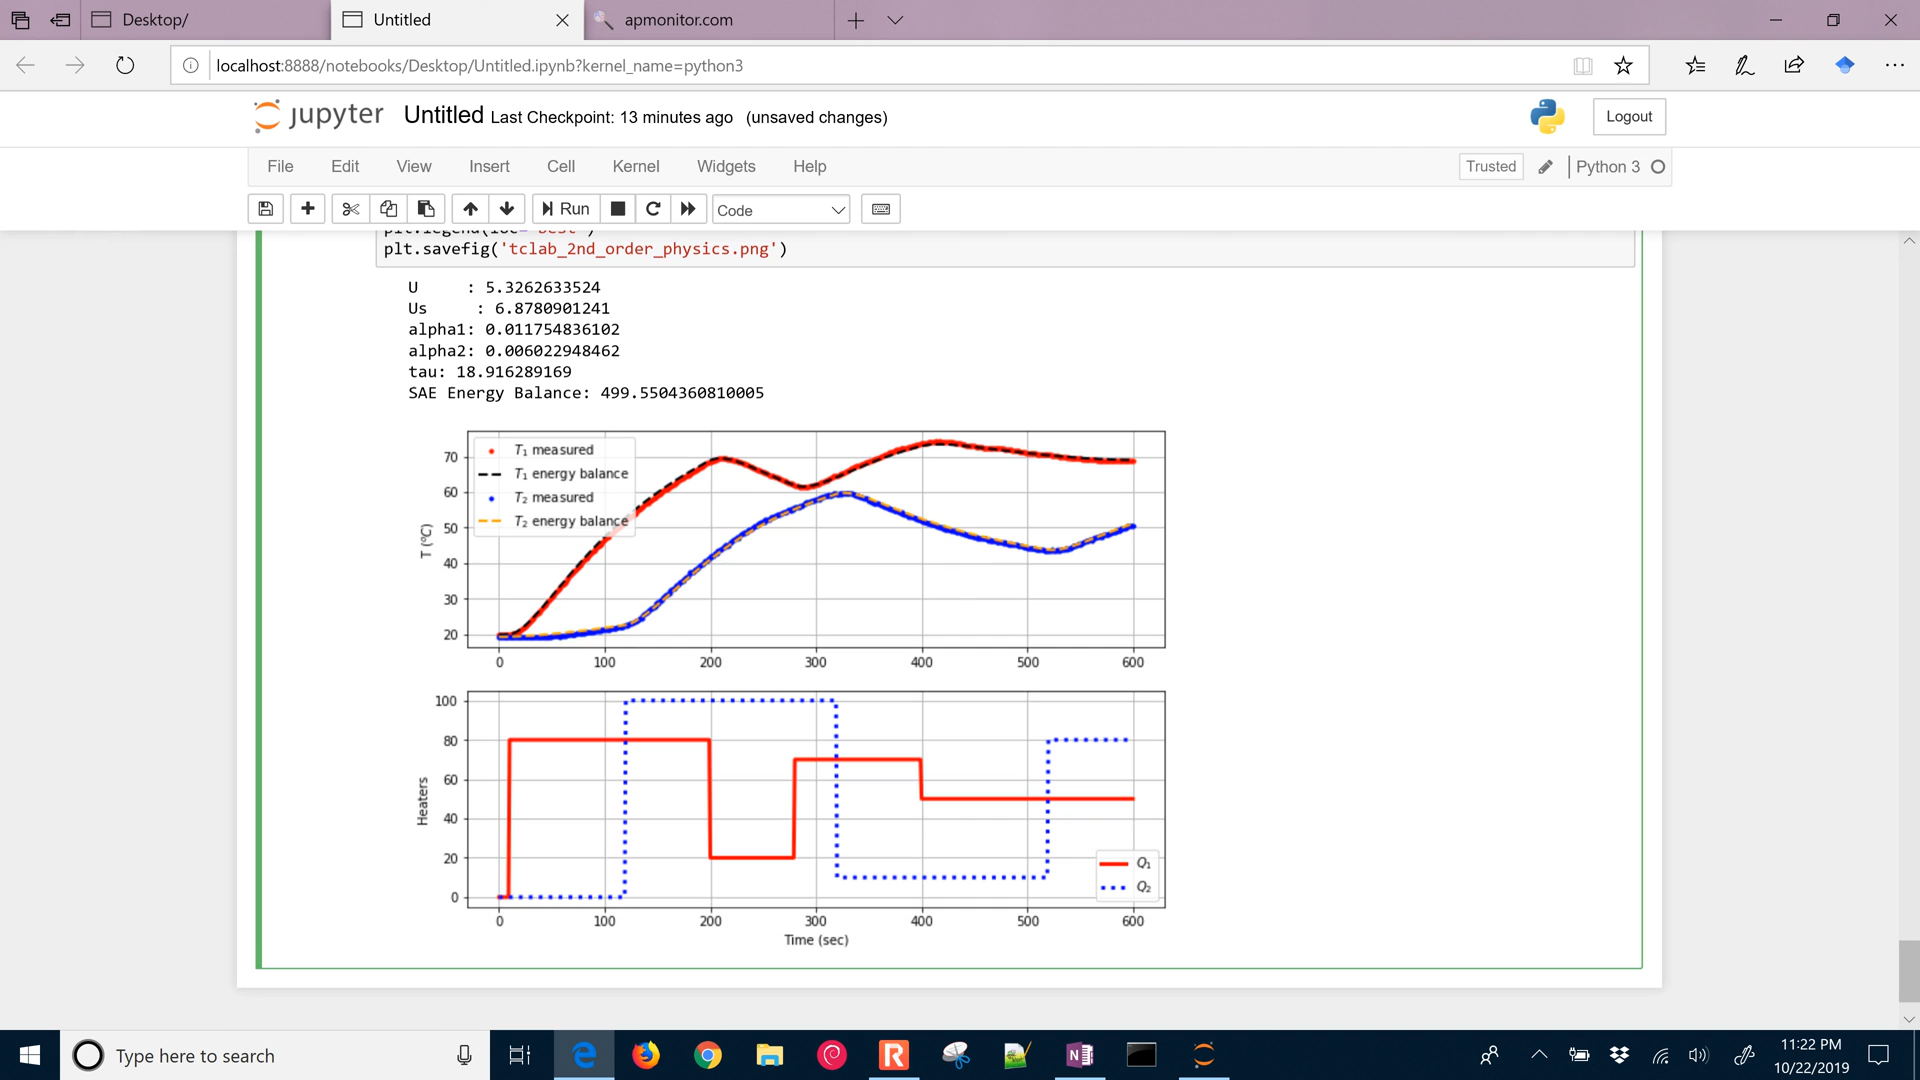 Desktop/
Untitled
apmonitor.com
localhost:8888/notebooks/Desktop/Untitled.ipynb?kernel_name=python3
jupyter Untitled Last Checkpoint: 13 minutes ago (unsaved changes)
Logout
File Edit View Insert Cell Kernel Widgets Help
Trusted
Python 3
Run
Code
plt.legend(loc='best')
plt.savefig('tclab_2nd_order_physics.png')
U : 5.3262633524
Us : 6.8780901241
alpha1: 0.011754836102
alpha2: 0.006022948462
tau: 18.916289169
SAE Energy Balance: 499.5504360810005
T₁ measured
T₁ energy balance
T₂ measured
T₂ energy balance
T (°C)
70
60
50
40
30
20
0 100 200 300 400 500 600
Heaters
100
80
60
40
20
0
Q₁
Q₂
0 100 200 300 400 500 600
Time (sec)
Type here to search
11:22 PM
10/22/2019